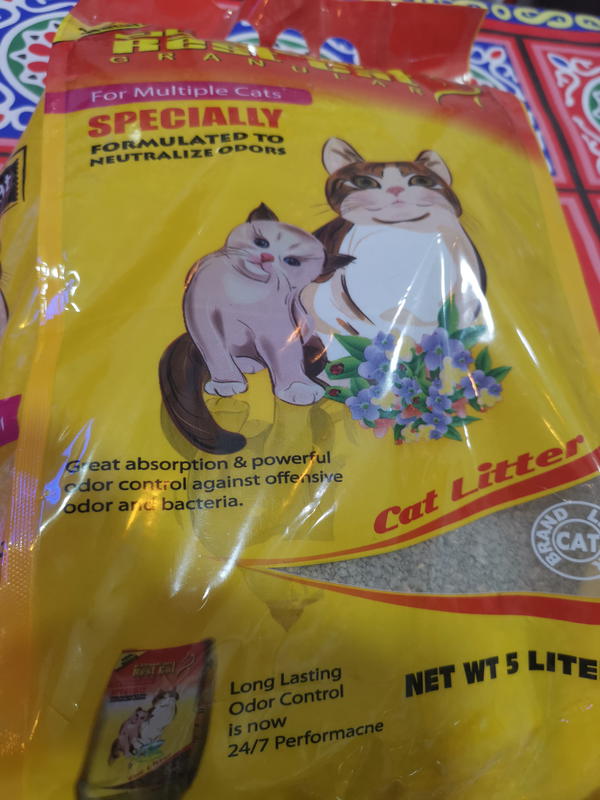 GRANULAR
For Multiple Cats
SPECIALLY
FORMULATED TO
NEUTRALIZE ODORS
Great absorption & powerful
odor control against offensive
odor and bacteria.
Cat Litter
BRAND
CAT
Long Lasting
Odor Control
is now
24/7 Performacne
NET WT 5 LITE